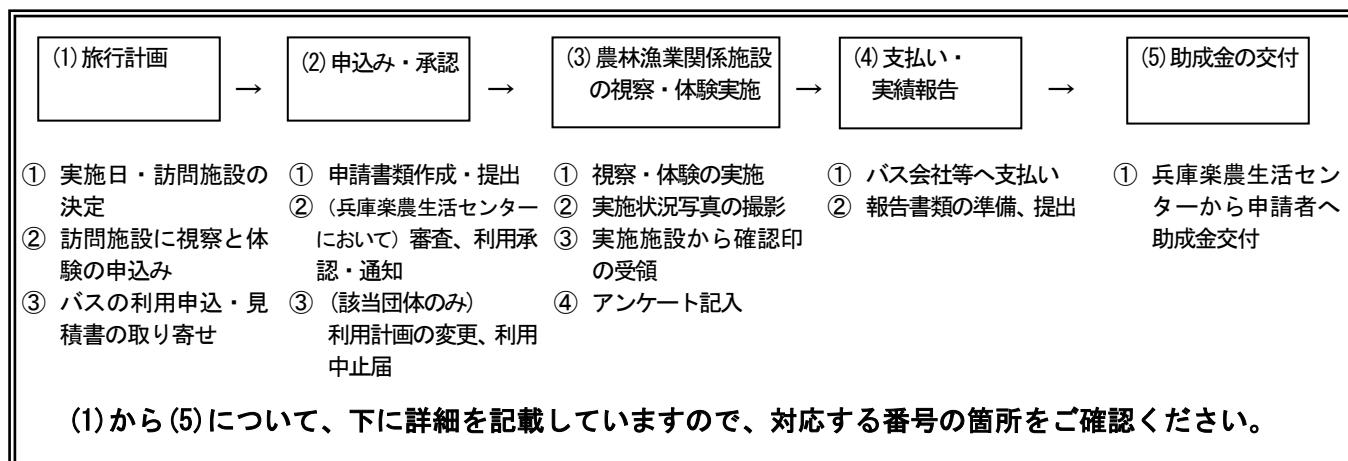 (1)旅行計画
→
(2)申込み・承認
→
(3)農林漁業関係施設
の視察・体験実施
→
(4)支払い・
実績報告
→
(5)助成金の交付
① 実施日・訪問施設の
決定
② 訪問施設に視察と体
験の申込み
③ バスの利用申込・見
積書の取り寄せ
① 申請書類作成・提出
② (兵庫楽農生活センター
において)審査、利用承
認・通知
③ (該当団体のみ)
利用計画の変更、利用
中止届
① 視察・体験の実施
② 実施状況写真の撮影
③ 実施施設から確認印
の受領
④ アンケート記入
① バス会社等へ支払い
② 報告書類の準備、提出
① 兵庫楽農生活セン
ターから申請者へ
助成金交付
(1)から(5)について、下に詳細を記載していますので、対応する番号の箇所をご確認ください。